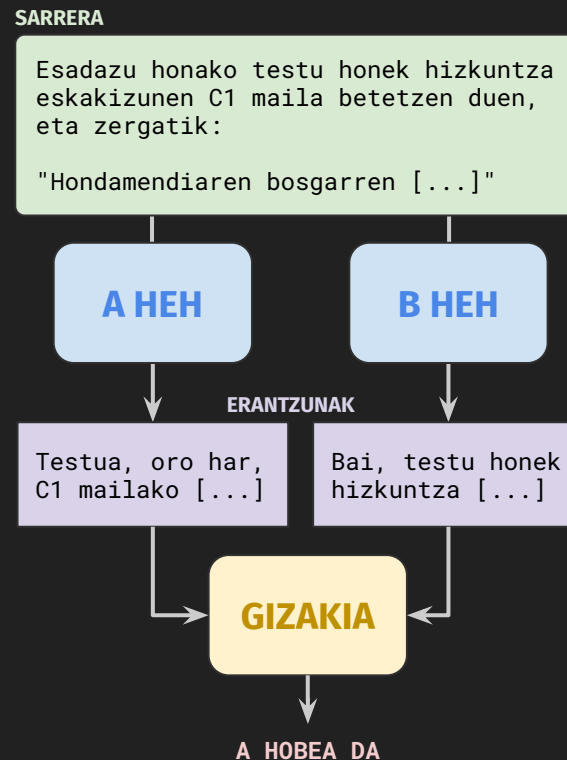 SARRERA
Esadazu honako testu honek hizkuntza
eskakizunen C1 maila betetzen duen,
eta zergatik:
"Hondamendiaren bosgarren [...]"
A HEH
B HEH
ERANTZUNAK
Testua, oro har,
C1 mailako [...]
Bai, testu honek
hizkuntza [...]
GIZAKIA
A HOBEA DA